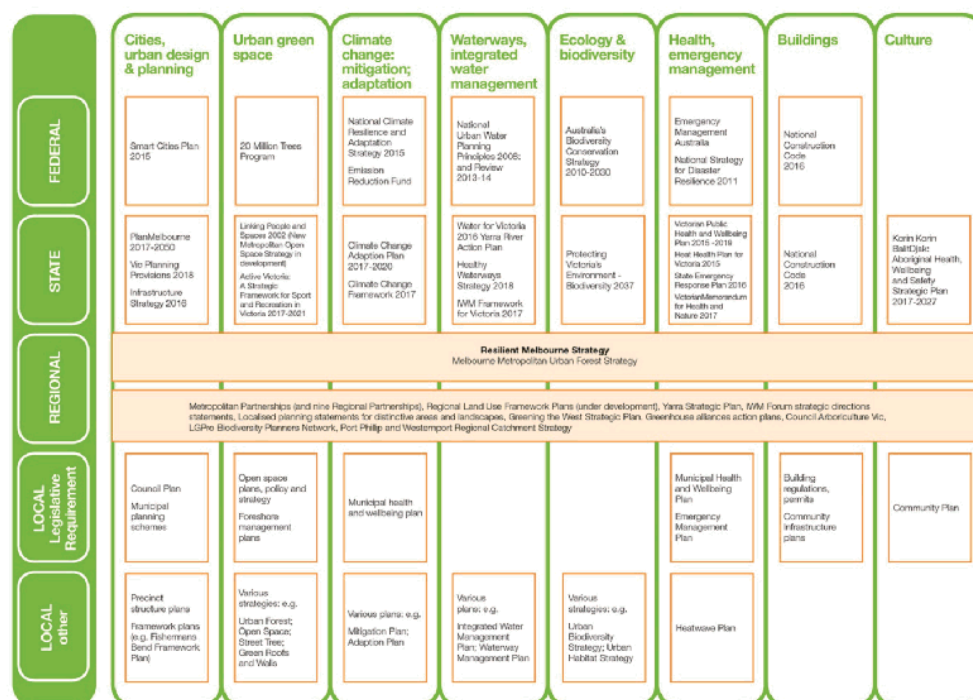 Cities,
urban design
& planning
Urban green
space
Climate
change:
mitigation;
adaptation
Waterways,
integrated
water
management
Ecology &
biodiversity
Health,
emergency
management
Buildings
Culture
FEDERAL
Smart Cities Plan
2015
20 Million Trees
Program
National Climate
Resilience and
Adaptation
Strategy 2015
Emission
Reduction Fund
National
Urban Water
Planning
Principles 2008;
and Review
2013-14
Australia's
Biodiversity
Conservation
Strategy
2010-2030
Emergency
Management
Australia
National Strategy
for Disaster
Resilience 2011
National
Construction
Code
2016
STATE
PlanMelbourne
2017-2050
Vic Planning
Provisions 2018
Infrastructure
Strategy 2016
Linking People and
Spaces 2002 (New
Metropolitan Open
Space Strategy in
development)
Active Victoria:
A Strategic
Framework for Sport
and Recreation in
Victoria 2017-2021
Climate Change
Adaption Plan
2017-2020
Climate Change
Framework 2017
Water for Victoria
2016 Yarra River
Action Plan
Healthy
Waterways
Strategy 2018
IWM Framework
for Victoria 2017
Protecting
Victoria's
Environment -
Biodiversity 2037
Victorian Public
Health and Wellbeing
Plan 2015 -2019
Heat Health Plan for
Victoria 2015
State Emergency
Response Plan 2016
VictorianMemorandum
for Health and
Nature 2017
National
Construction
Code
2016
Korin Korin
BalitDjak:
Aboriginal Health,
Wellbeing
and Safety
Strategic Plan
2017-2027
REGIONAL
Resilient Melbourne Strategy
Melbourne Metropolitan Urban Forest Strategy
Metropolitan Partnerships (and nine Regional Partnerships), Regional Land Use Framework Plans (under development), Yarra Strategic Plan, IWM Forum strategic directions
statements, Localised planning statements for distinctive areas and landscapes, Greening the West Strategic Plan, Greenhouse alliances action plans, Council Arboriculture Vic,
LGPro Biodiversity Planners Network, Port Phillip and Westernport Regional Catchment Strategy
LOCAL
Legislative
Requirement
Council Plan
Municipal
planning
schemes
Open space
plans, policy and
strategy
Foreshore
management
plans
Municipal health
and wellbeing plan
Municipal Health
and Wellbeing
Plan
Emergency
Management
Plan
Building
regulations,
permits
Community
Infrastructure
plans
Community Plan
LOCAL
other
Precinct
structure plans
Framework plans
(e.g. Fishermans
Bend Framework
Plan)
Various
strategies: e.g.
Urban Forest;
Open Space;
Street Tree;
Green Roofs
and Walls
Various plans: e.g.
Mitigation Plan;
Adaption Plan
Various
plans: e.g.
Integrated Water
Management
Plan; Waterway
Management Plan
Various
strategies: e.g.
Urban
Biodiversity
Strategy; Urban
Habitat Strategy
Heatwave Plan